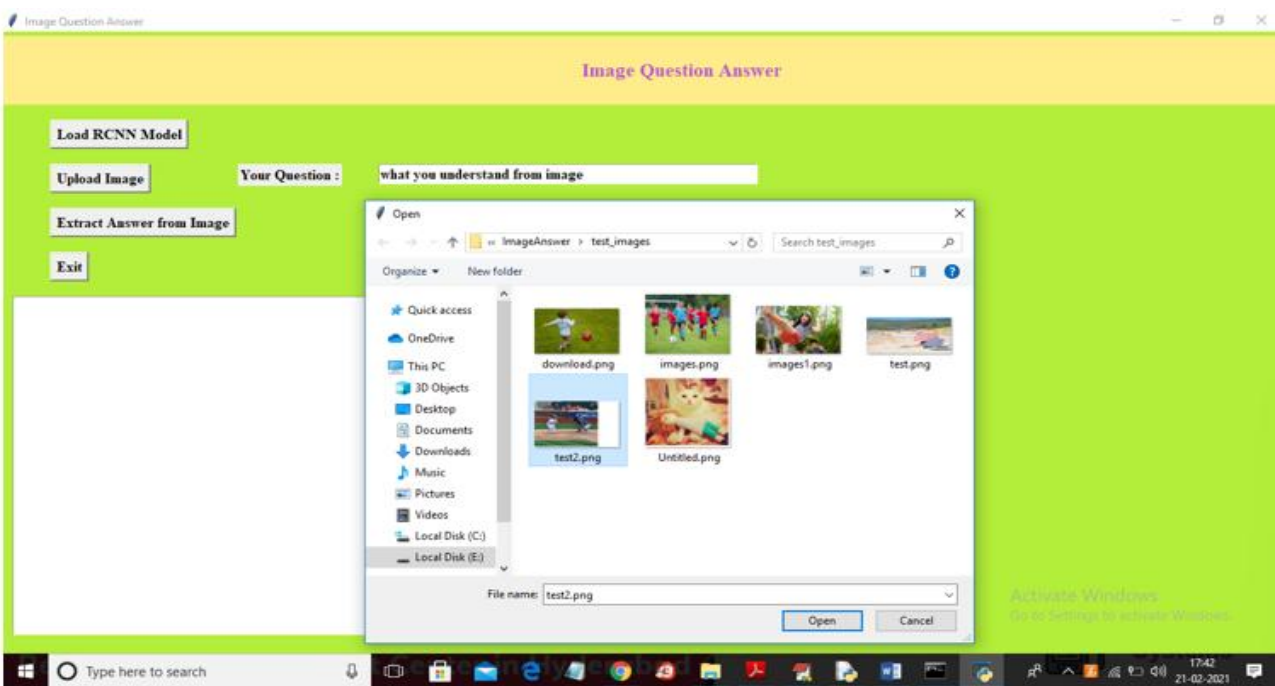 Image Question Answer
Image Question Answer
Load RCNN Model
Upload Image
Your Question :
what you understand from image
Extract Answer from Image
Exit
Open
« ImageAnswer › test_images
Search test_images
Organize
New folder
Quick access
OneDrive
This PC
3D Objects
Desktop
Documents
Downloads
Music
Pictures
Videos
Local Disk (C:)
Local Disk (E:)
download.png
images.png
images1.png
test.png
test2.png
Untitled.png
File name: test2.png
Open
Cancel
Activate Windows
Go to Settings to activate Windows.
Type here to search
17:42
21-02-2021